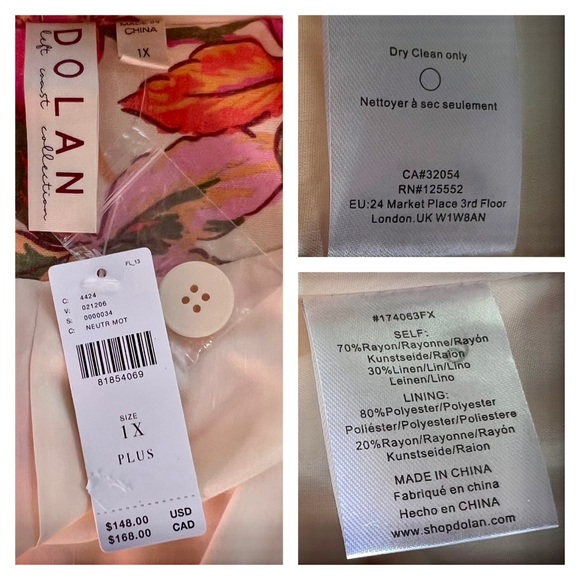 DOLAN
left coast collection
MADE IN
CHINA
1X
FL_13
4424
021206
0000034
NEUTR MOT
81854069
SIZE
1X
PLUS
$148.00 USD
$168.00 CAD
Dry Clean only
Nettoyer à sec seulement
CA#32054
RN#125552
EU:24 Market Place 3rd Floor
London.UK W1W8AN
#174063FX
SELF:
70%Rayon/Rayonne/Rayón
Kunstseide/Raion
30%Linen/Lin/Lino
Leinen/Lino
LINING:
80%Polyester/Polyester
Poliéster/Polyester/Poliestere
20%Rayon/Rayonne/Rayón
Kunstseide/Raion
MADE IN CHINA
Fabriqué en china
Hecho en CHINA
www.shopdolan.com